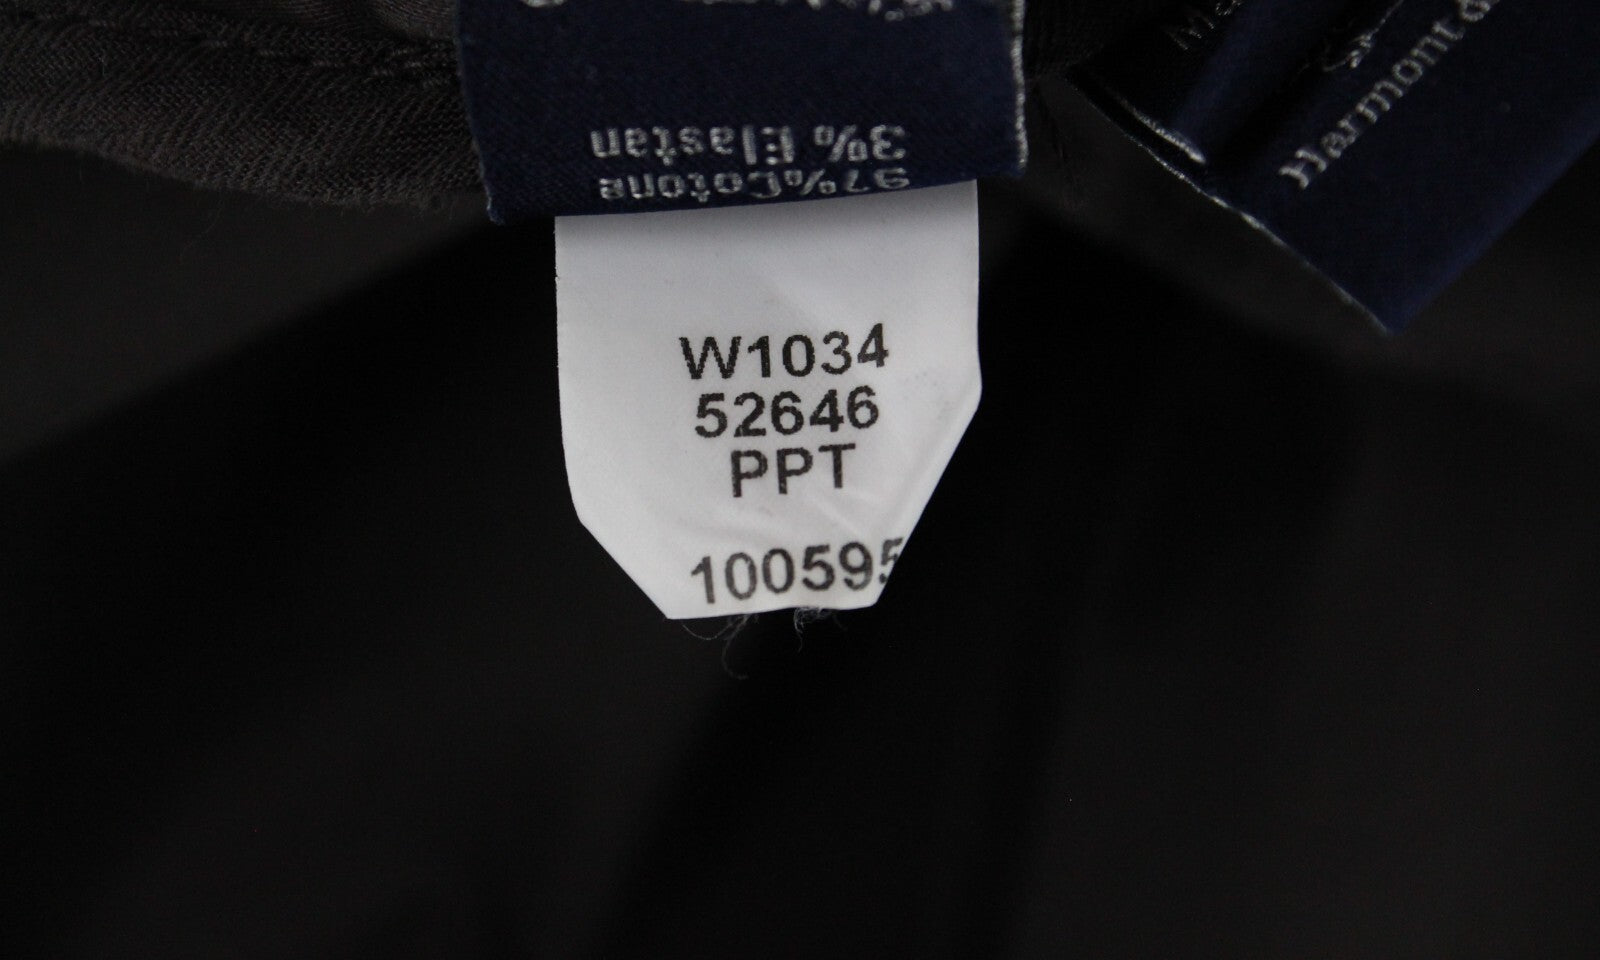 3% Elastan
97% Cotone
W1034
52646
PPT
100595
Harmont &